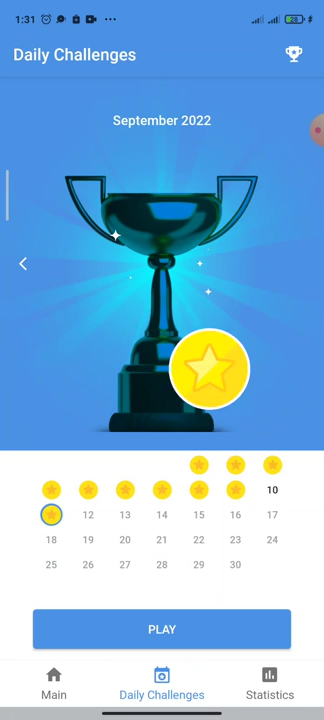 1:31
28
Daily Challenges
September 2022
10
12 13 14 15 16 17
18 19 20 21 22 23 24
25 26 27 28 29 30
PLAY
Main Daily Challenges Statistics